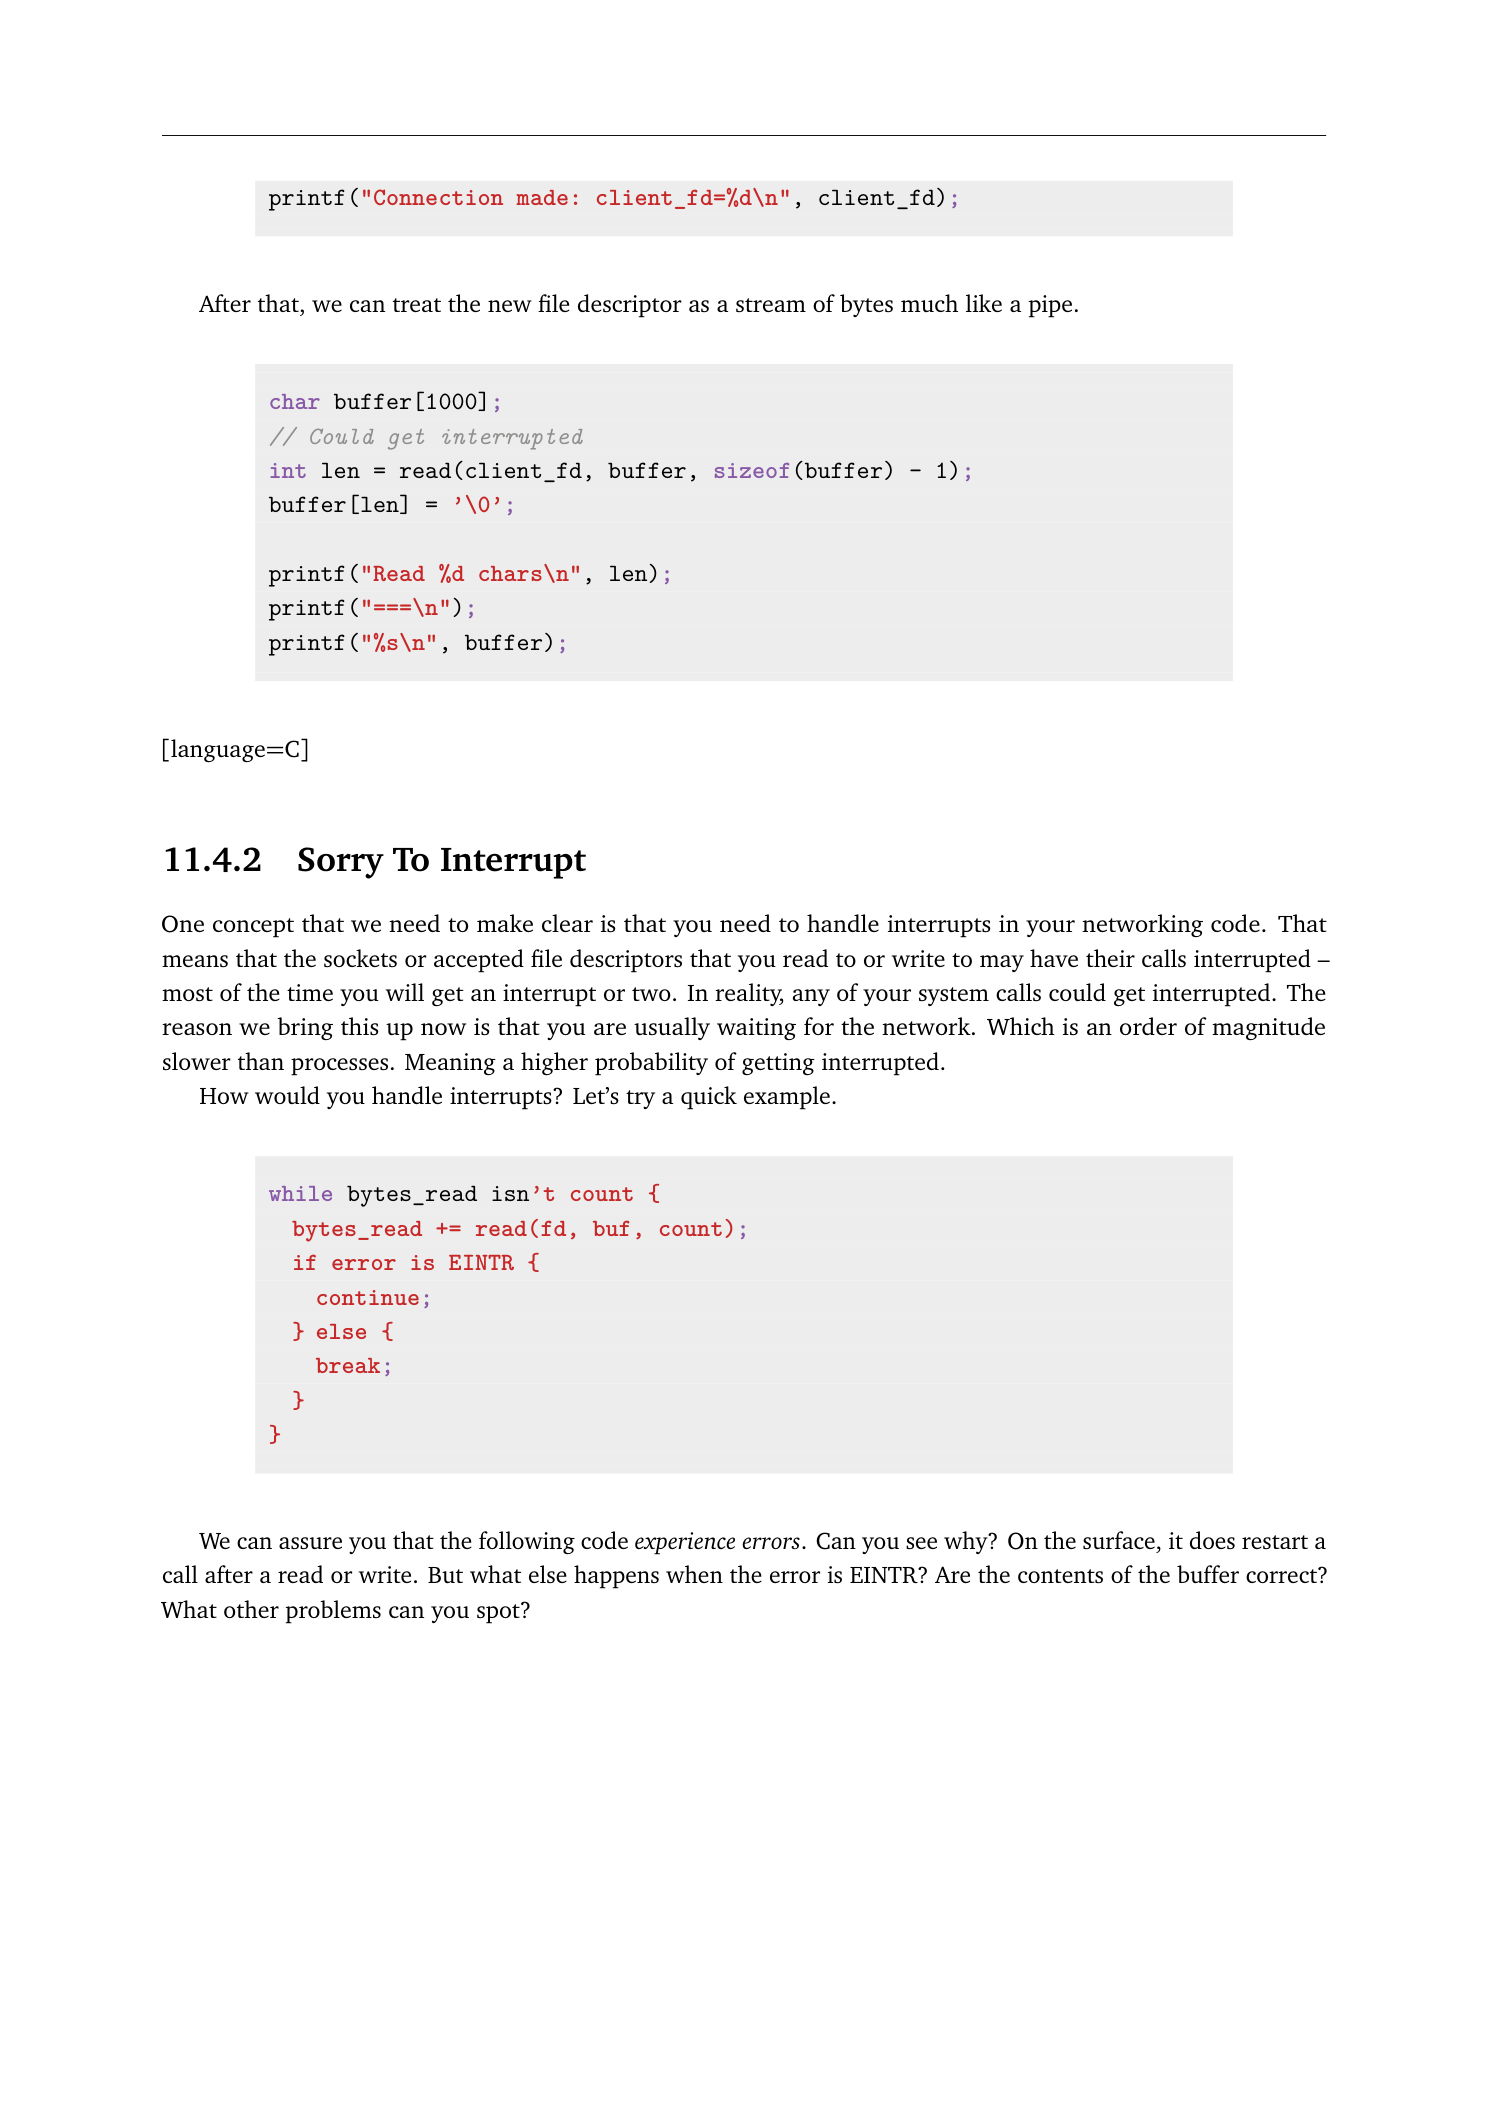 printf("Connection made: client_fd=%d\n", client_fd);
After that, we can treat the new file descriptor as a stream of bytes much like a pipe.
char buffer[1000];
// Could get interrupted
int len = read(client_fd, buffer, sizeof(buffer) - 1);
buffer[len] = '\0';
printf("Read %d chars\n", len);
printf("===\n");
printf("%s\n", buffer);
[language=C]
11.4.2 Sorry To Interrupt
One concept that we need to make clear is that you need to handle interrupts in your networking code. That
means that the sockets or accepted file descriptors that you read to or write to may have their calls interrupted –
most of the time you will get an interrupt or two. In reality, any of your system calls could get interrupted. The
reason we bring this up now is that you are usually waiting for the network. Which is an order of magnitude
slower than processes. Meaning a higher probability of getting interrupted.
How would you handle interrupts? Let’s try a quick example.
while bytes_read isn't count {
bytes_read += read(fd, buf, count);
if error is EINTR {
continue;
} else {
break;
}
}
We can assure you that the following code experience errors. Can you see why? On the surface, it does restart a
call after a read or write. But what else happens when the error is EINTR? Are the contents of the buffer correct?
What other problems can you spot?